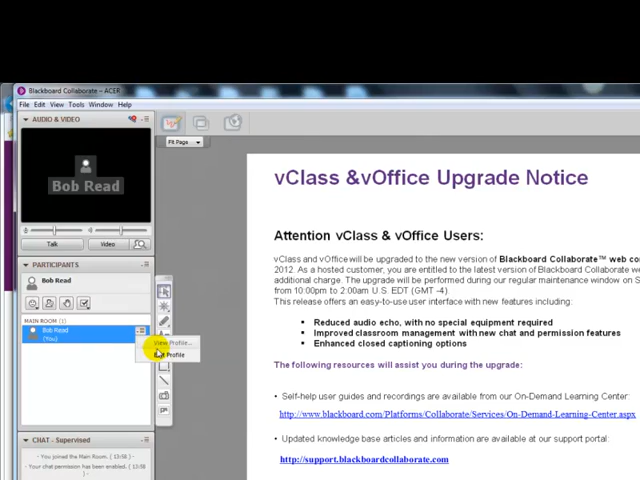 Blackboard Collaborate – ACER
File Edit View Tools Window Help
AUDIO & VIDEO
Fit Page
Bob Read
Talk Video
PARTICIPANTS
Bob Read
MAIN ROOM (1)
Bob Read
(You)
View Profile...
Profile
CHAT - Supervised
- You joined the Main Room. ( 13:58 ) -
- Your chat permission has been enabled. ( 13:58 )
-
vClass &vOffice Upgrade Notice
Attention vClass & vOffice Users:
vClass and vOffice will be upgraded to the new version of Blackboard Collaborate™ web
2012. As a hosted customer, you are entitled to the latest version of Blackboard Collaborate
additional charge. The upgrade will be performed during our regular maintenance window on
from 10:00pm to 2:00am U.S. EDT (GMT -4).
This release offers an easy-to-use user interface with new features including:
• Reduced audio echo, with no special equipment required
• Improved classroom management with new chat and permission features
• Enhanced closed captioning options
The following resources will assist you during the upgrade:
• Self-help user guides and recordings are available from our On-Demand Learning Center:
http://www.blackboard.com/Platforms/Collaborate/Services/On-Demand-Learning-Center.aspx
• Updated knowledge base articles and information are available at our support portal:
http://support.blackboardcollaborate.com